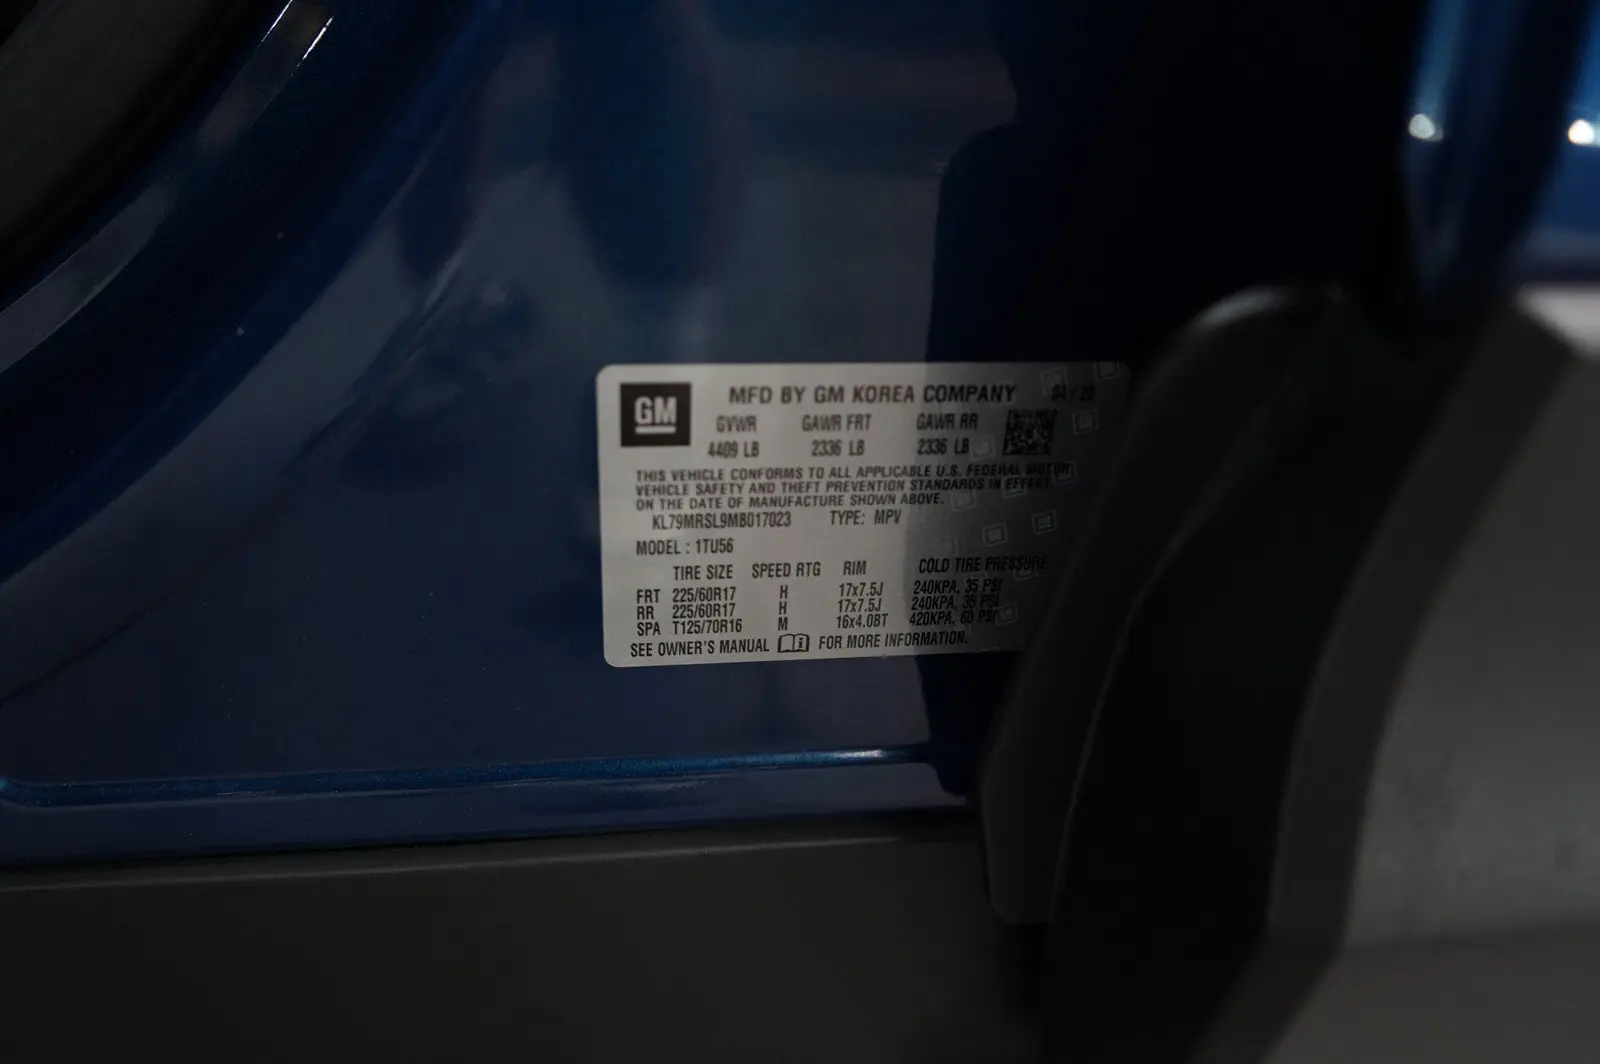 GM
MFD BY GM KOREA COMPANY 04 / 20
GVWR GAWR FRT GAWR RR
4409 LB 2336 LB 2336 LB
THIS VEHICLE CONFORMS TO ALL APPLICABLE U.S. FEDERAL MOTOR
VEHICLE SAFETY AND THEFT PREVENTION STANDARDS IN EFFECT
ON THE DATE OF MANUFACTURE SHOWN ABOVE.
KL79MRSL9MB017023 TYPE: MPV
MODEL : 1TU56
TIRE SIZE SPEED RTG RIM COLD TIRE PRESSURE
FRT 225/60R17 H 17x7.5J 240KPA, 35 PSI
RR 225/60R17 H 17x7.5J 240KPA, 35 PSI
SPA T125/70R16 M 16x4.0BT 420KPA, 60 PSI
SEE OWNER'S MANUAL FOR MORE INFORMATION.